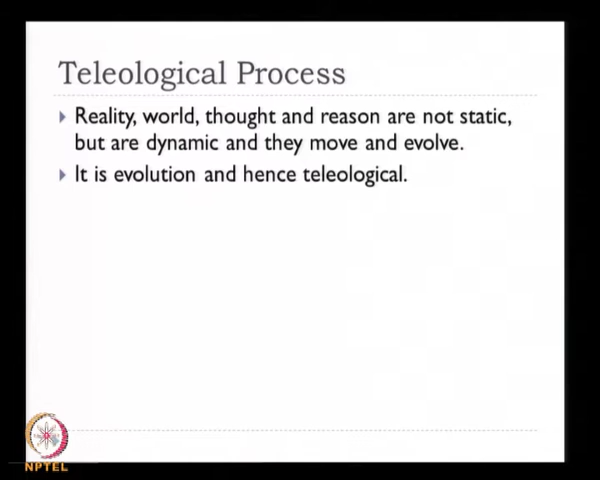 Teleological Process
Reality, world, thought and reason are not static,
but are dynamic and they move and evolve.
It is evolution and hence teleological.
NPTEL